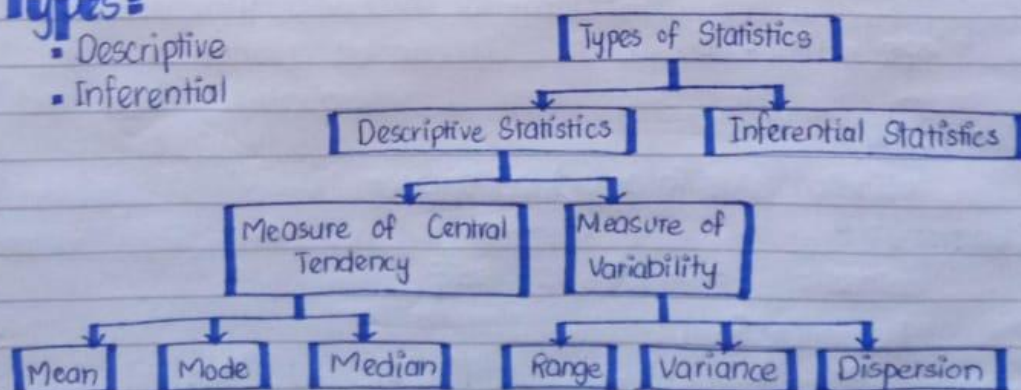 Types:
▪ Descriptive
▪ Inferential
Types of Statistics
Descriptive Statistics
Inferential Statistics
Measure of Central
Tendency
Measure of
Variability
Mean
Mode
Median
Range
Variance
Dispersion